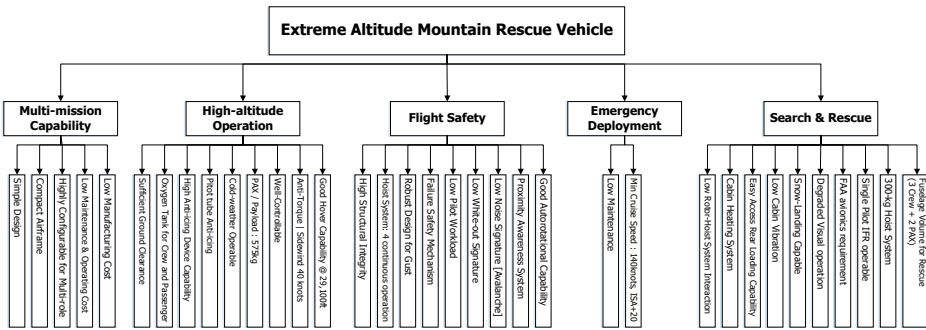 Extreme Altitude Mountain Rescue Vehicle
Multi-mission
Capability
High-altitude
Operation
Flight Safety
Emergency
Deployment
Search & Rescue
Simple Design
Compact Airframe
Highly Configurable for Multi-role
Low Maintenance & Operating Cost
Low Manufacturing Cost
Sufficient Ground Clearance
Oxygen Tank for Crew and Passenger
High Anti-icing Device Capability
Pitot tube Anti-icing
Cold-weather Operable
PAX / Payload : 575kg
Well-Controllable
Anti-Torque | Sidewind 40 knots
Good Hover Capability @ 29,100ft
High Structural Integrity
Hoist System: 4 continuous operation
Robust Design for Gust
Failure Safety Mechanism
Low Pilot Workload
Low White-out Signature
Low Noise Signature [Avalanche]
Proximity Awareness System
Good Autorotational Capability
Low Maintenance
Min Cruise Speed : 140knots, ISA+20
Low Rotor-Hoist System Interaction
Cabin Heating System
Easy Access Rear Loading Capability
Low Cabin Vibration
Snow-Landing Capable
Degraded Visual operation
FAA avionics requirement
Single Pilot IFR operable
300-kg Hoist System
Fuselage Volume for Rescue
(3 Crew + 2 PAX)